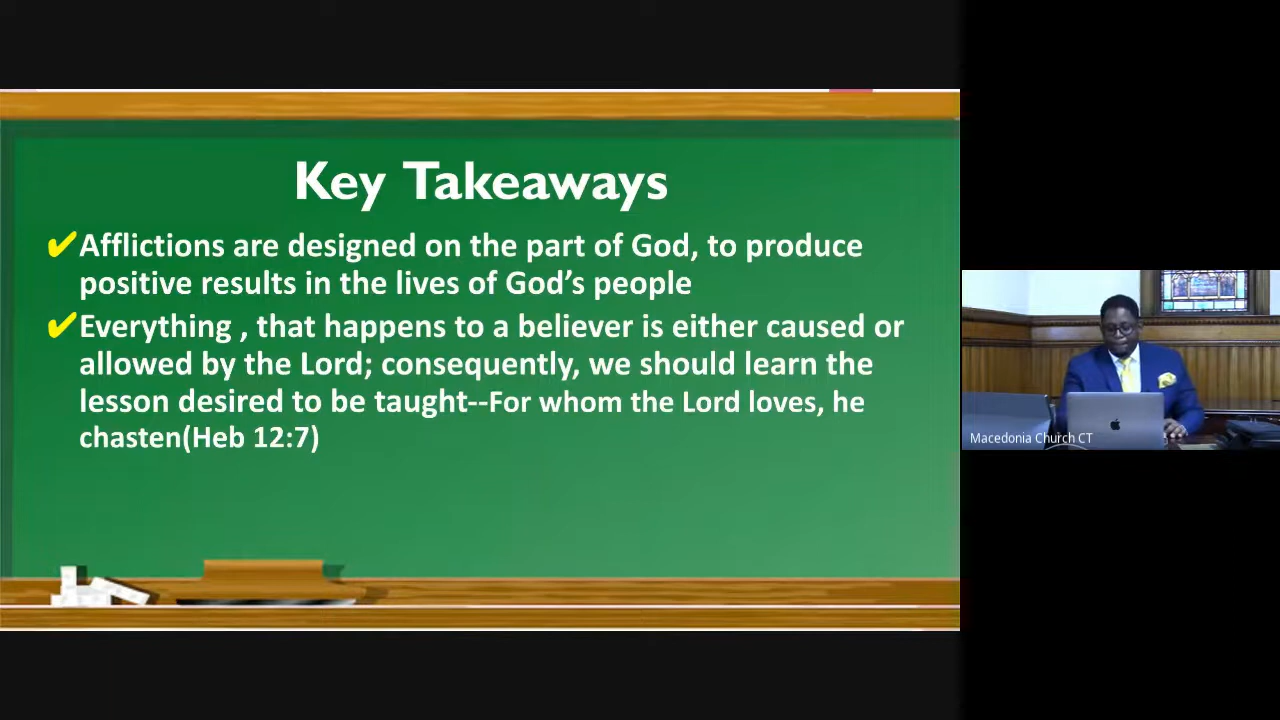 Key Takeaways
✔Afflictions are designed on the part of God, to produce
positive results in the lives of God’s people
✔Everything , that happens to a believer is either caused or
allowed by the Lord; consequently, we should learn the
lesson desired to be taught--For whom the Lord loves, he
chasten(Heb 12:7)
Macedonia Church CT